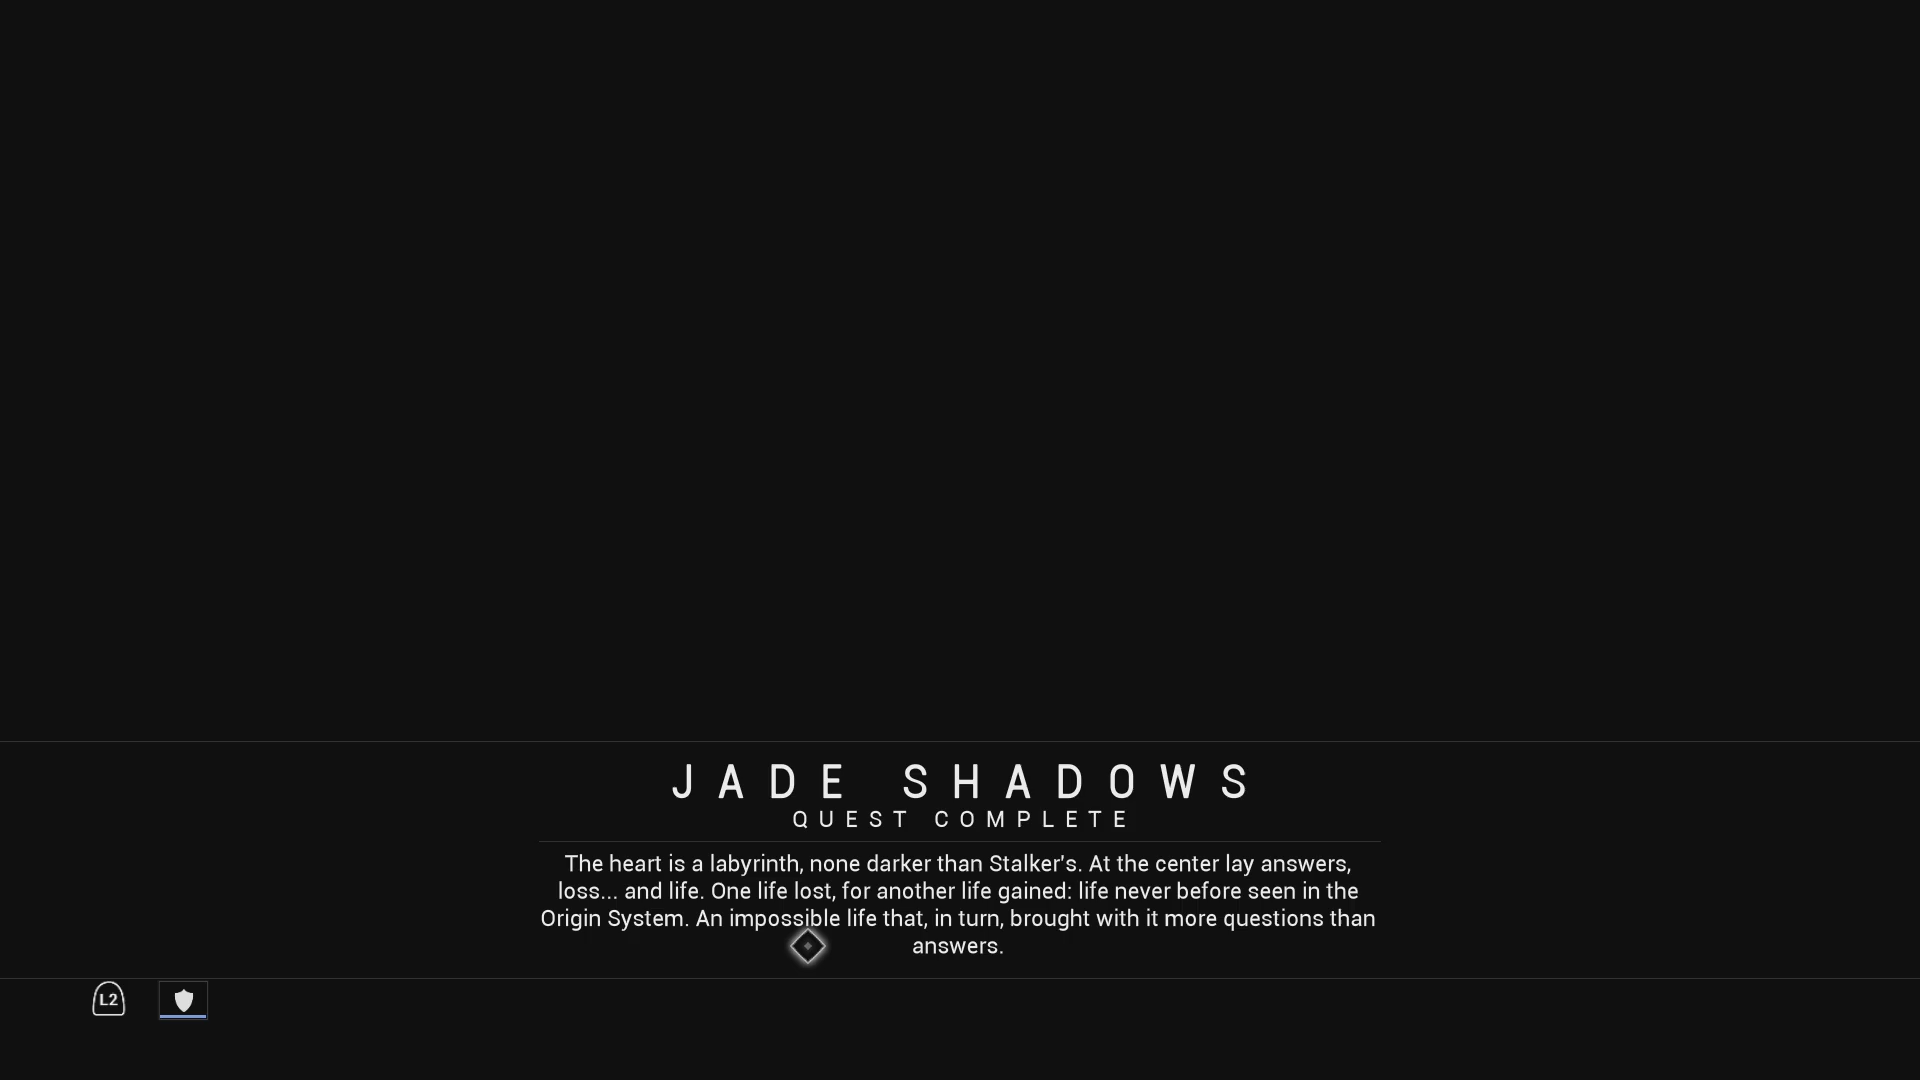 JADE SHADOWS
QUEST COMPLETE
The heart is a labyrinth, none darker than Stalker's. At the center lay answers,
loss... and life. One life lost, for another life gained: life never before seen in the
Origin System. An impossible life that, in turn, brought with it more questions than
answers.
L2